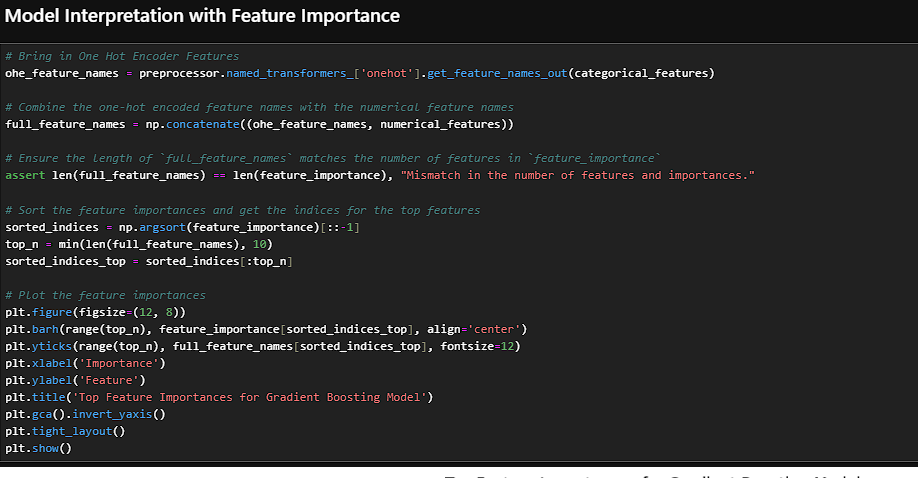 Model Interpretation with Feature Importance
# Bring in One Hot Encoder Features
ohe_feature_names = preprocessor.named_transformers_['onehot'].get_feature_names_out(categorical_features)
# Combine the one-hot encoded feature names with the numerical feature names
full_feature_names = np.concatenate((ohe_feature_names, numerical_features))
# Ensure the length of `full_feature_names` matches the number of features in `feature_importance`
assert len(full_feature_names) == len(feature_importance), "Mismatch in the number of features and importances."
# Sort the feature importances and get the indices for the top features
sorted_indices = np.argsort(feature_importance)[::-1]
top_n = min(len(full_feature_names), 10)
sorted_indices_top = sorted_indices[:top_n]
# Plot the feature importances
plt.figure(figsize=(12, 8))
plt.barh(range(top_n), feature_importance[sorted_indices_top], align='center')
plt.yticks(range(top_n), full_feature_names[sorted_indices_top], fontsize=12)
plt.xlabel('Importance')
plt.ylabel('Feature')
plt.title('Top Feature Importances for Gradient Boosting Model')
plt.gca().invert_yaxis()
plt.tight_layout()
plt.show()